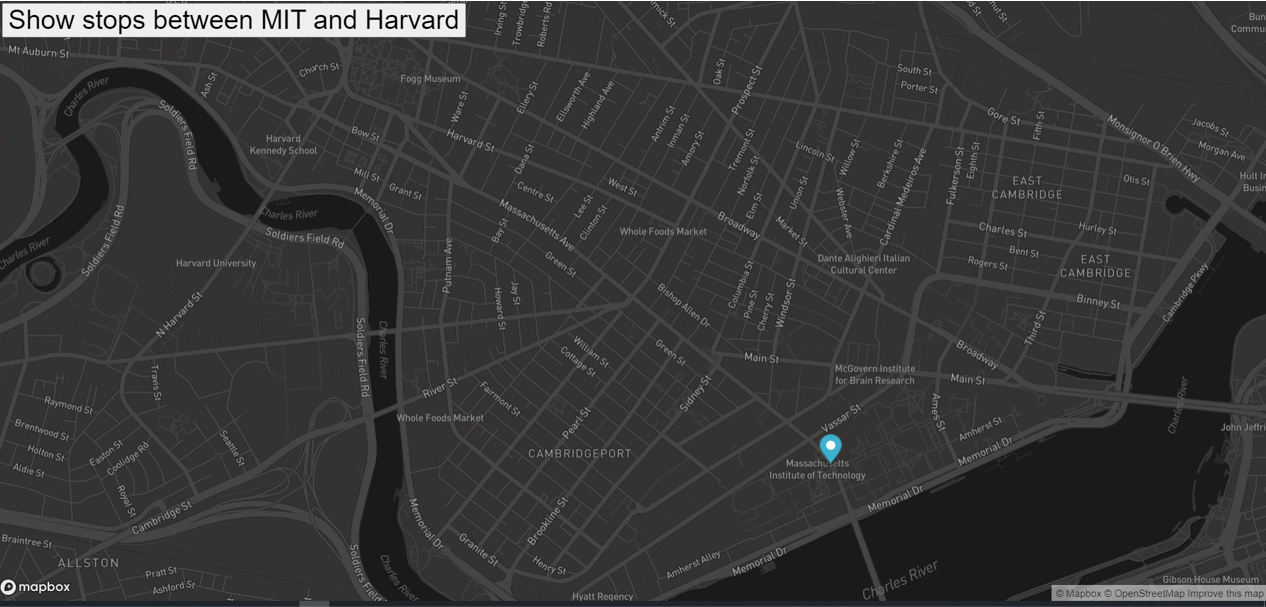 Show stops between MIT and Harvard
Irving St
Trowbridge
Roberts Rd
Mt Auburn St
Church St
Fogg Museum
Ash St
Charles River
Soldiers Field Rd
Ware St
Ellery St
Ellsworth Ave
Highland Ave
Oak St
Prospect St
South St
Porter St
Gore St
Fifth St
Monsignor O'Brien Hwy
Jacobs St
Morgan Ave
Bow St
Harvard St
Harvard
Kennedy School
Antrim St
Inman St
Amory St
Tremont St
Norfolk St
Lincoln St
Willow St
Berkshire St
Cardinal Medeiros Ave
Fulkerson St
Eighth St
Dana St
Mill St
Grant St
Centre St
West St
Lee St
Clinton St
Elm St
Union St
Webster Ave
EAST
CAMBRIDGE
Otis St
Memorial Dr
Massachusetts Ave
Bay St
Broadway
Market St
Charles St
Hurley St
Charles River
Soldiers Field Rd
Soldiers Field Rd
Charles River
Whole Foods Market
Green St
Putnam Ave
Dante Alighieri Italian
Cultural Center
Rogers St
Bent St
EAST
CAMBRIDGE
Harvard University
N Harvard St
Jay St
Howard St
Bishop Allen Dr
Columbia St
Pine St
Cherry St
Windsor St
Binney St
Cambridge Pkwy
Third St
Soldiers Field Rd
Charles River
William St
Cottage St
Green St
Main St
Broadway
Main St
McGovern Institute
for Brain Research
Travis St
River St
Fairmont St
Pearl St
Sidney St
Ames St
Vassar St
Amherst St
Memorial Dr
Charles River
Raymond St
Brentwood St
Holton St
Aldie St
Easton St
Coolidge Rd
Seattle St
Royal St
Whole Foods Market
CAMBRIDGEPORT
Massachusetts
Institute of Technology
Memorial Dr
Cambridge St
Memorial Dr
Brookline St
Granite St
Henry St
Amherst Alley
Memorial Dr
Braintree St
ALLSTON
Pratt St
Ashford St
Soldiers Field
Charles River
Hyatt Regency
Charles River
Gibson House Museum
mapbox
© Mapbox © OpenStreetMap Improve this map